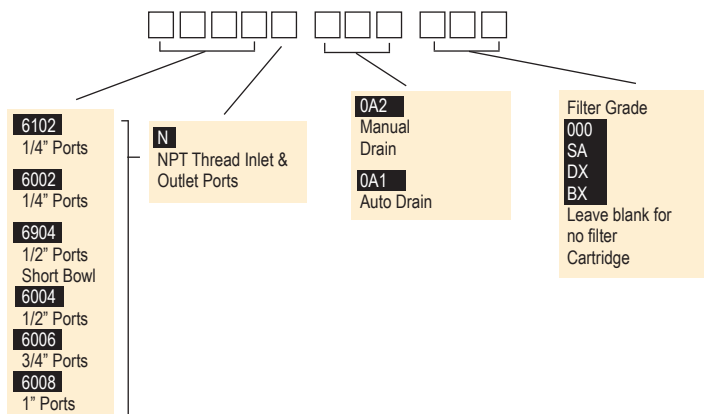 6102
1/4” Ports
6002
1/4” Ports
6904
1/2” Ports
Short Bowl
6004
1/2” Ports
6006
3/4” Ports
6008
1” Ports
N
NPT Thread Inlet &
Outlet Ports
0A2
Manual
Drain
0A1
Auto Drain
Filter Grade
000
SA
DX
BX
Leave blank for
no filter
Cartridge